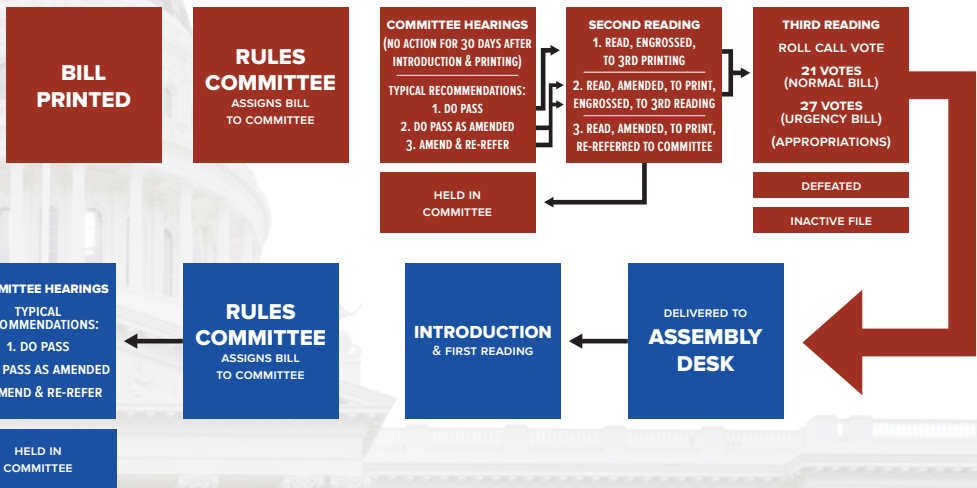 BILL
PRINTED
RULES
COMMITTEE
ASSIGNS BILL
TO COMMITTEE
COMMITTEE HEARINGS
(NO ACTION FOR 30 DAYS AFTER
INTRODUCTION & PRINTING)
TYPICAL RECOMMENDATIONS:
1. DO PASS
2. DO PASS AS AMENDED
3. AMEND & RE-REFER
HELD IN
COMMITTEE
SECOND READING
1. READ, ENGROSSED,
TO 3RD PRINTING
2. READ, AMENDED, TO PRINT,
ENGROSSED, TO 3RD READING
3. READ, AMENDED, TO PRINT,
RE-REFERRED TO COMMITTEE
THIRD READING
ROLL CALL VOTE
21 VOTES
(NORMAL BILL)
27 VOTES
(URGENCY BILL)
(APPROPRIATIONS)
DEFEATED
INACTIVE FILE
DELIVERED TO
ASSEMBLY
DESK
INTRODUCTION
& FIRST READING
RULES
COMMITTEE
ASSIGNS BILL
TO COMMITTEE
MITTEE HEARINGS
TYPICAL
OMMENDATIONS:
1. DO PASS
PASS AS AMENDED
MEND & RE-REFER
HELD IN
COMMITTEE